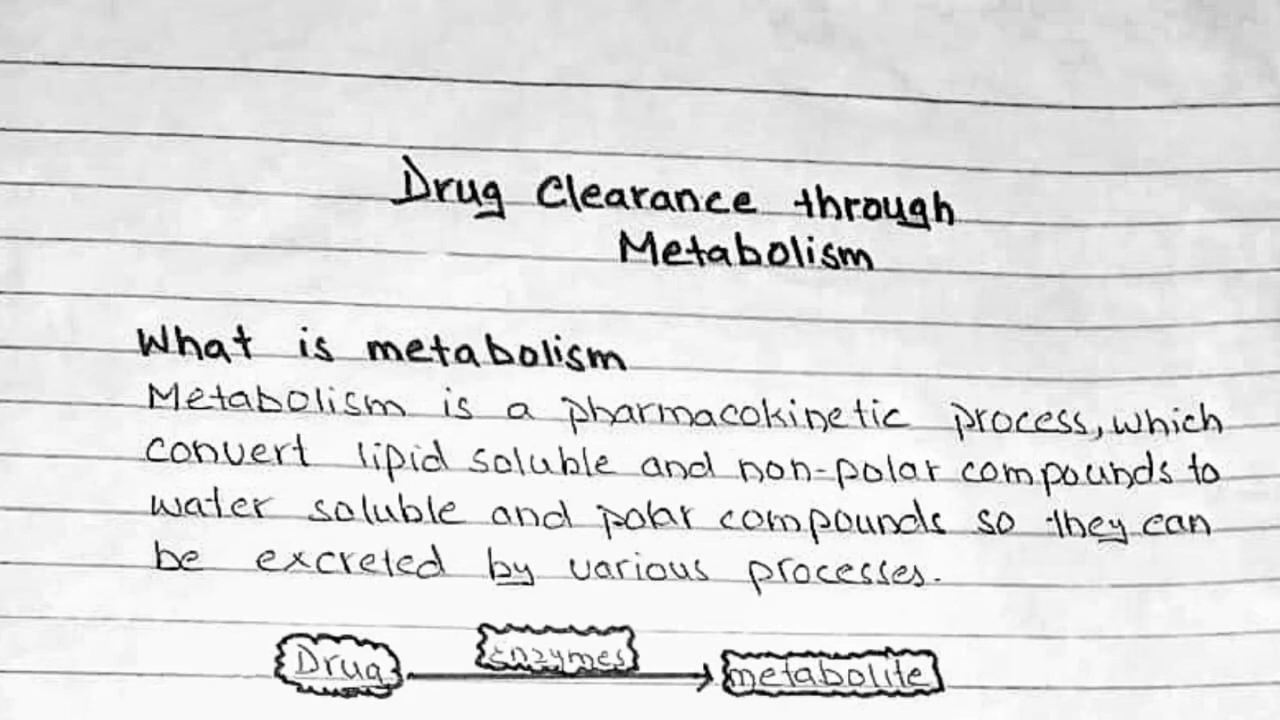 Drug Clearance through
Metabolism
What is metabolism
Metabolism is a pharmacokinetic process, which
convert lipid soluble and non-polar compounds to
water soluble and polar compounds so they can
be excreted by various processes.
Drug Enzymes metabolite